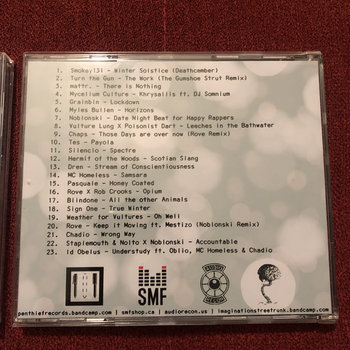 1. Smokey131 - Winter Solstice (Deathcember)
2. Turn the Gun - The Work (The Gumshoe Strut Remix)
3. mattr. - There is Nothing
4. Mycelium Culture - Khrysallis ft. DJ Somnium
5. Grainbin - Lockdown
6. Myles Bullen - Horizons
7. Nobionski - Date Night Beat for Happy Rappers
8. Vulture Lung X Poisonist Dart - Leeches in the Bathwater
9. Chaps - Those Days are over now (Rove Remix)
10. Tes - Payola
11. Silencio - Spectre
12. Hermit of the Woods - Scotian Slang
13. Dren - Stream of Consciousness
14. MC Homeless - Samsara
15. Pasquale - Honey Coated
16. Rove X Rob Crooks - Opium
17. Blindone - All the other Animals
18. Sign One - True Winter
19. Weather for Vultures - Oh Well
20. Rove - Keep it Moving ft. Mestizo (Nobionski Remix)
21. Chadio - Wrong Way
22. Staplemouth & Nolto X Nobionski - Accountable
23. Id Obelus - Understudy ft. Oblio, MC Homeless & Chadio
SMF
penthiefrecords.bandcamp.com | smfshop.ca | audiorecon.us | imaginationstreetrunk.bandcamp.com